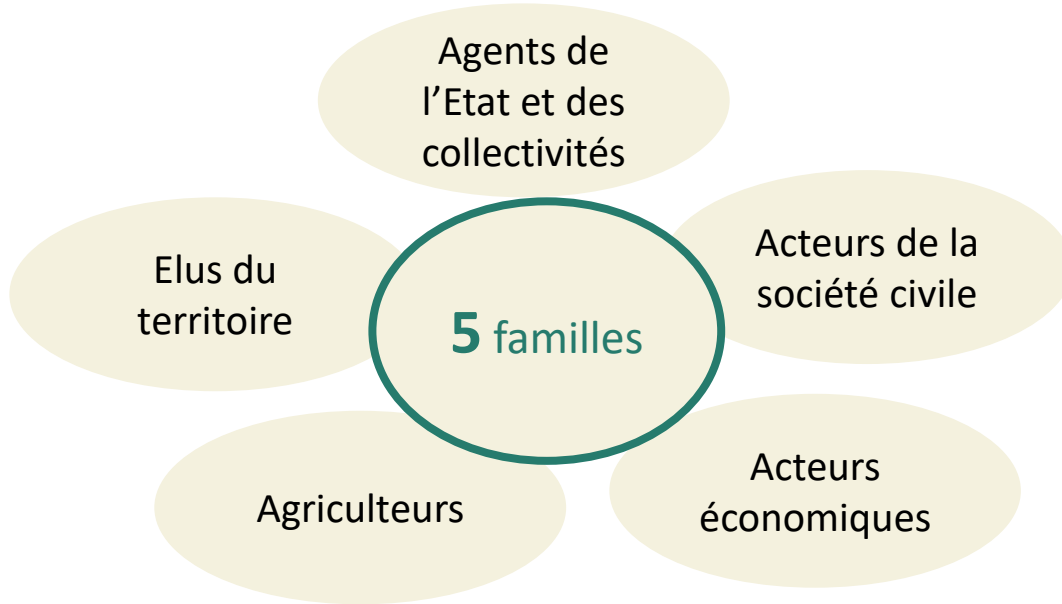 Agents de
l’Etat et des
collectivités
Elus du
territoire
Acteurs de la
société civile
5 familles
Agriculteurs
Acteurs
économiques